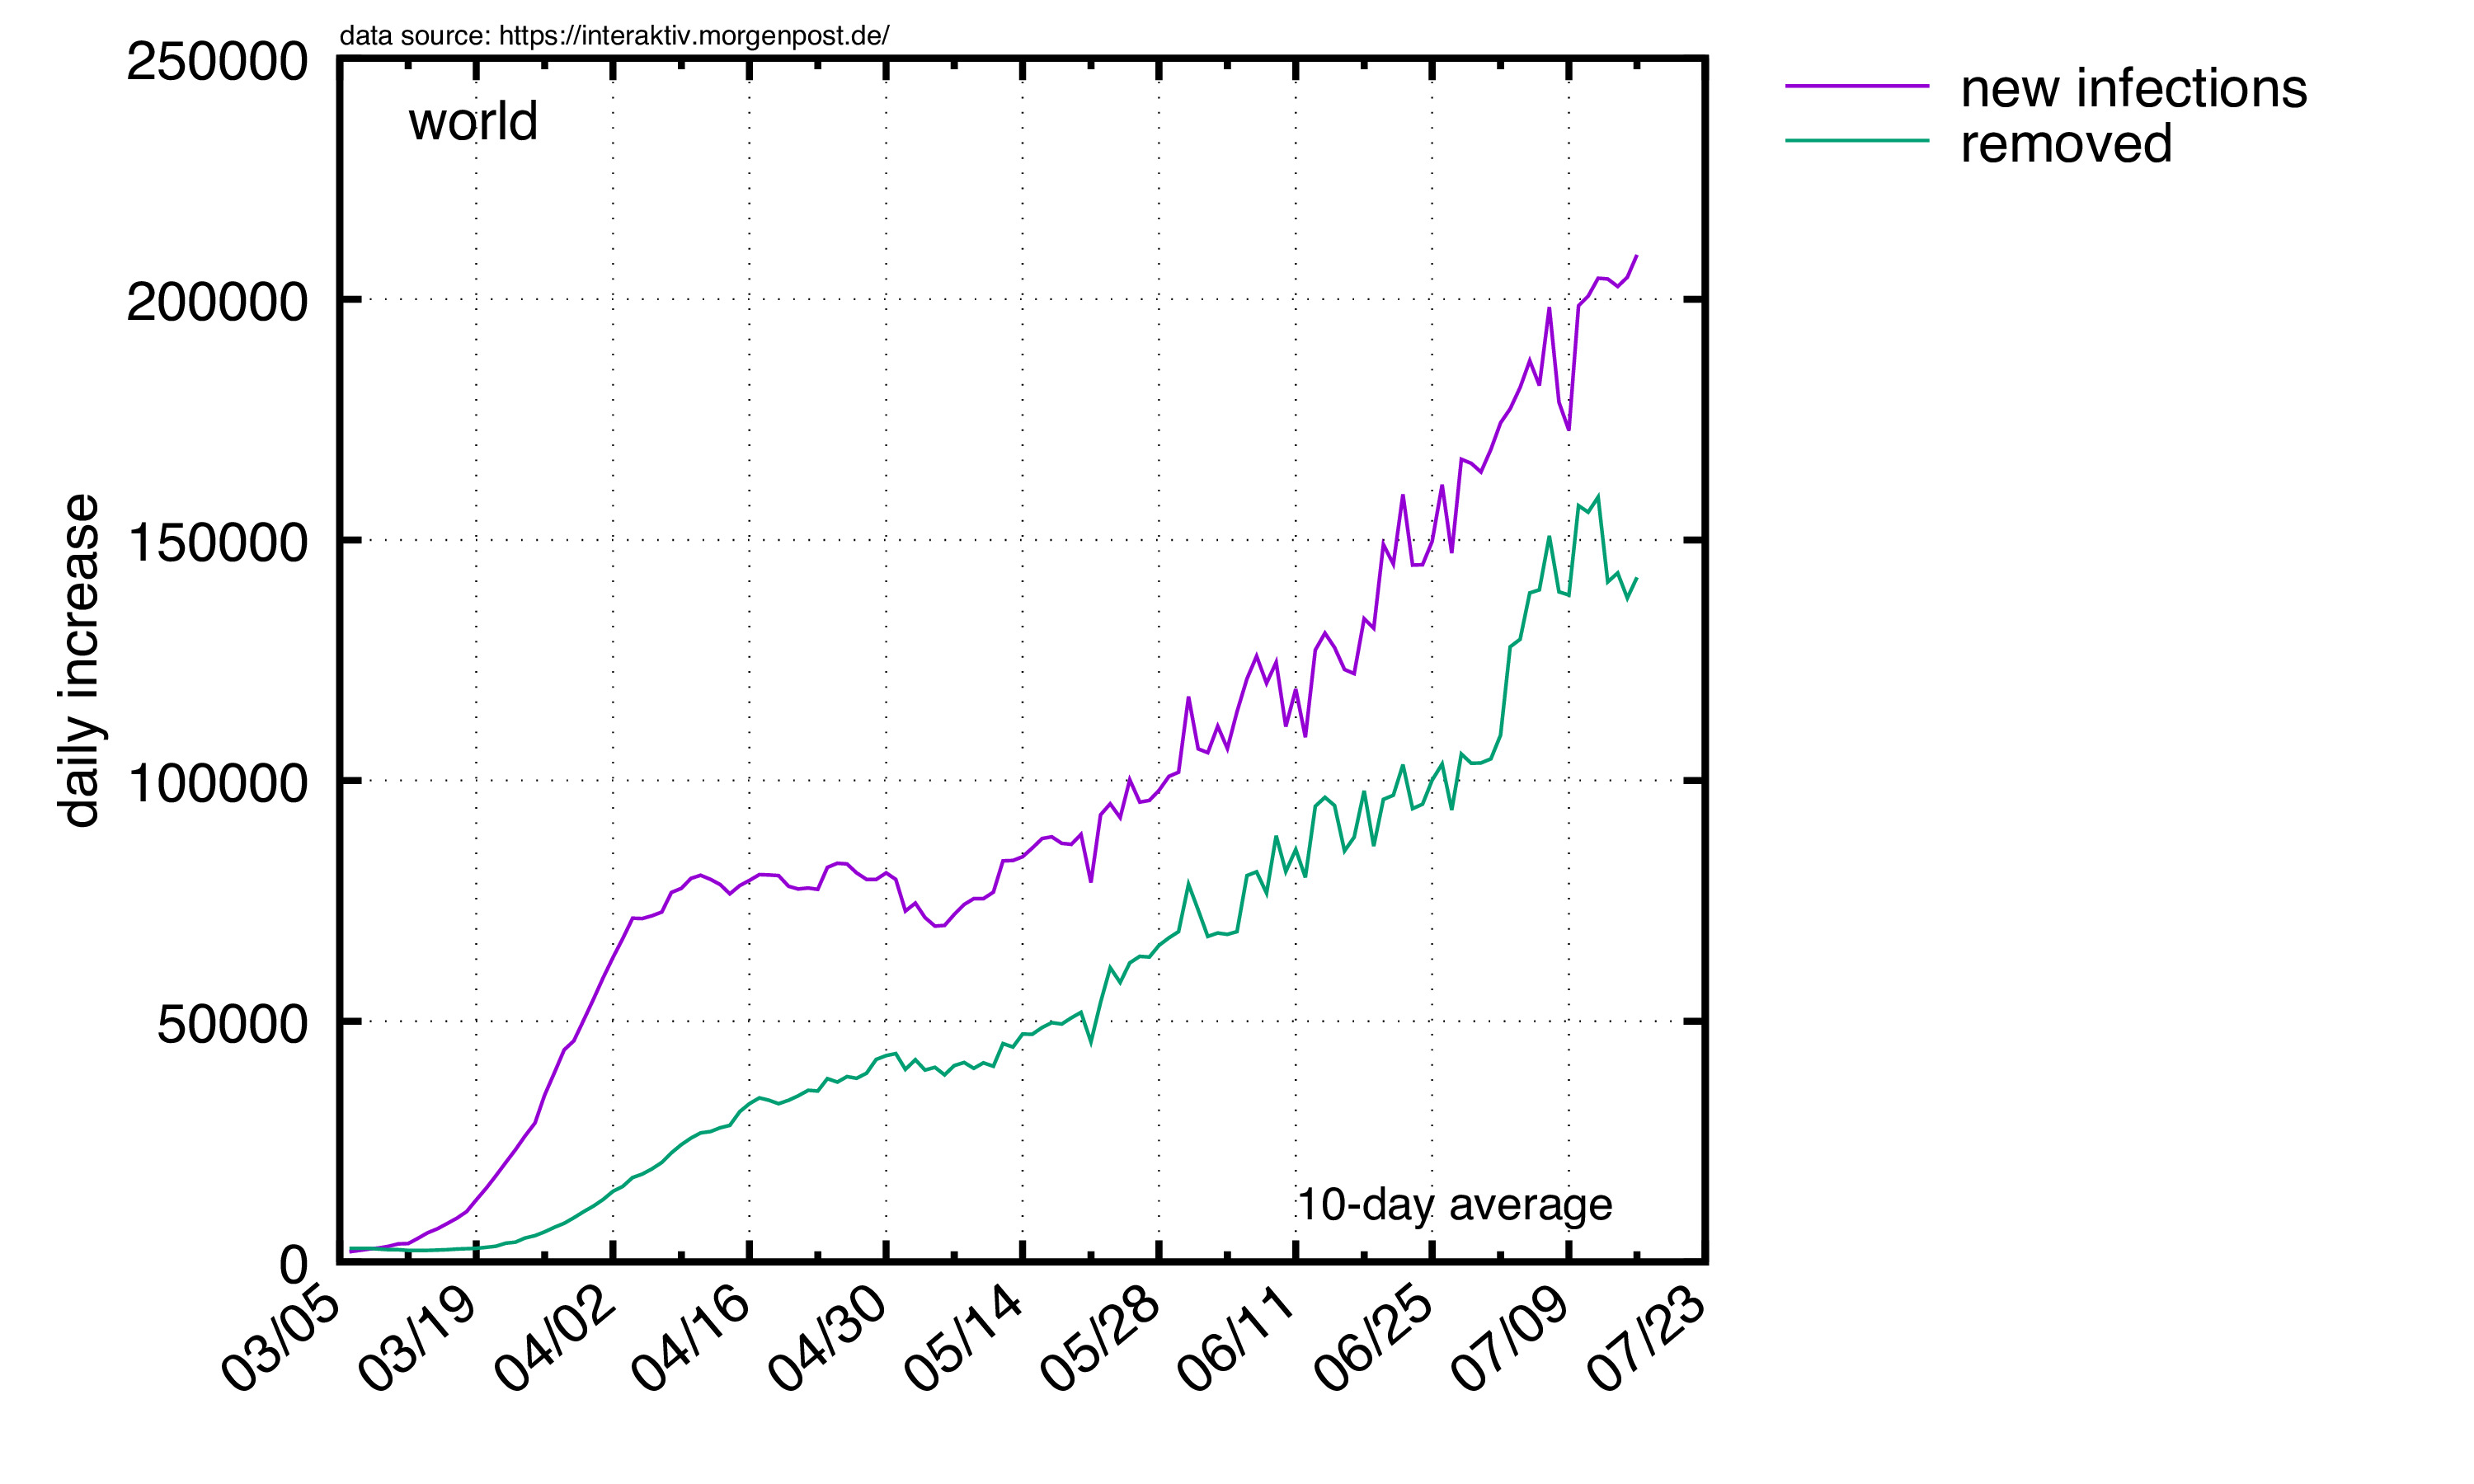 data source: https://interaktiv.morgenpost.de/
250000
200000
150000
100000
50000
0
daily increase
world
new infections
removed
10-day average
03/05
03/19
04/02
04/16
04/30
05/14
05/28
06/11
06/25
07/09
07/23